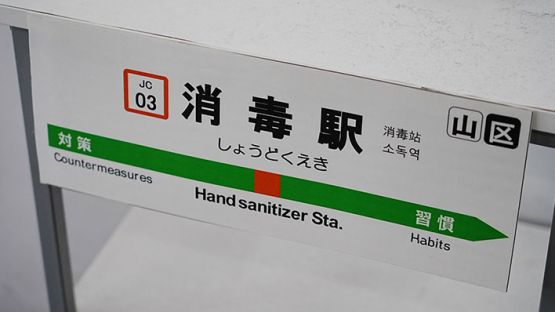 JC
03
消毒駅
しょうどくえき
消毒站
소독역
山 区
対策
Countermeasures
Hand sanitizer Sta.
習慣
Habits